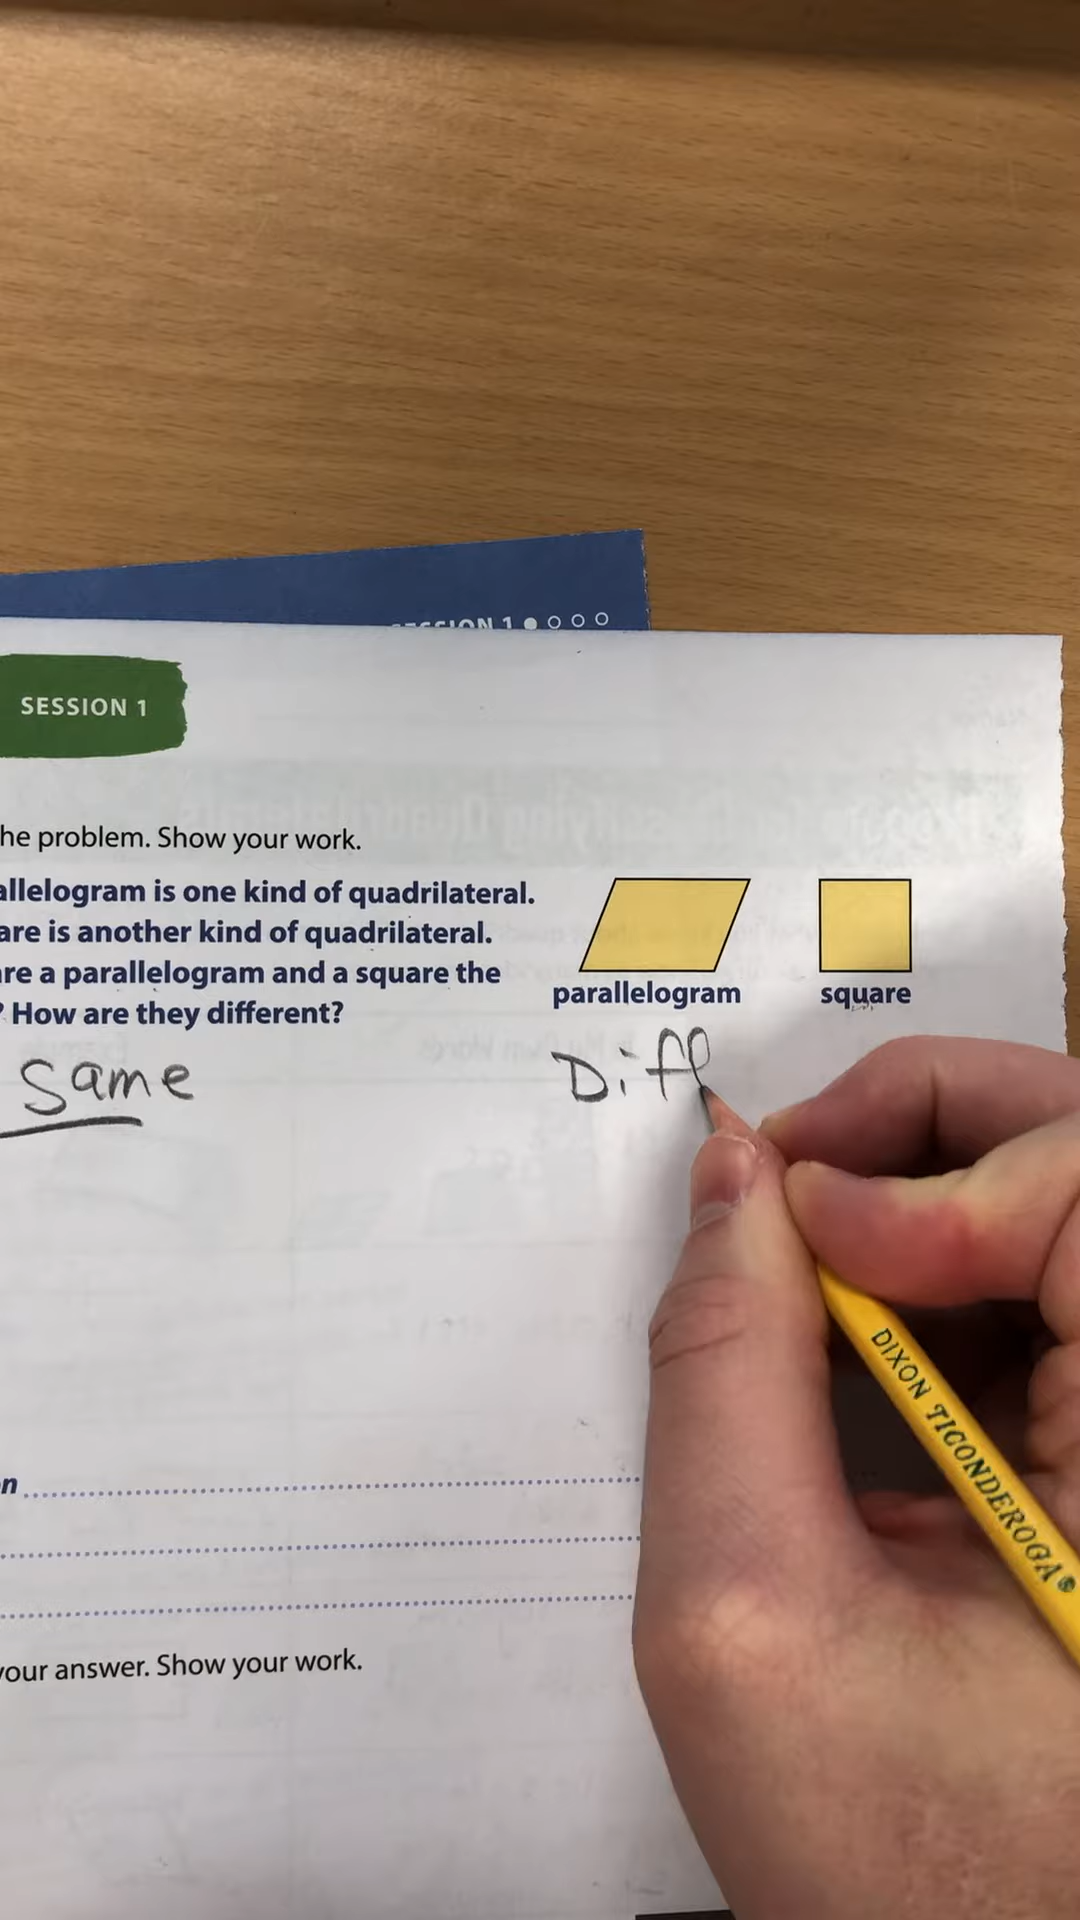 SESSION 1
SESSION 1
he problem. Show your work.
allelogram is one kind of quadrilateral.
are is another kind of quadrilateral.
re a parallelogram and a square the
? How are they different?
parallelogram
square
Same
Diff
DIXON TICONDEROGA®
n
your answer. Show your work.